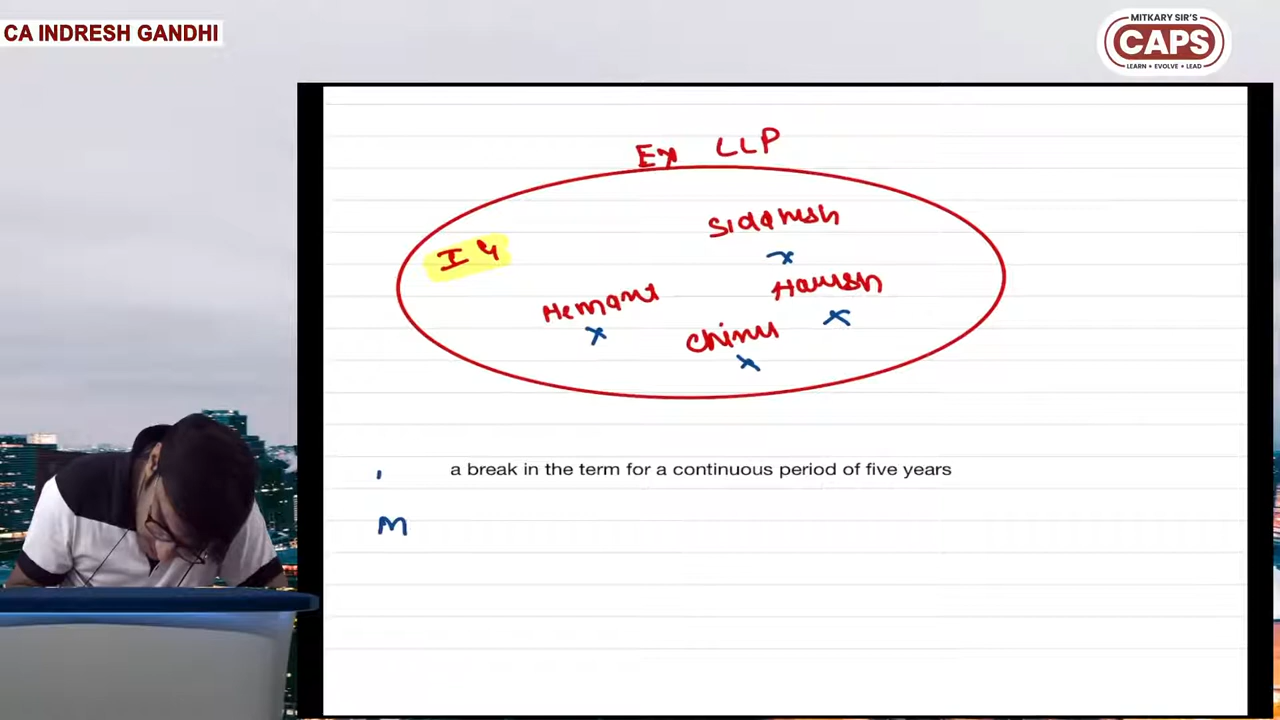 CA INDRESH GANDHI
MITKARY SIR'S
CAPS
LEARN • EVOLVE • LEAD
Ex LLP
Siddhesh
I G
Harish
Hemant
Chinu
a break in the term for a continuous period of five years
M